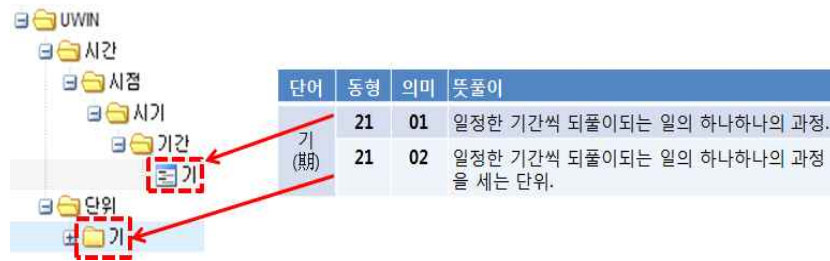 UWIN
시간
시점
시기
기간
기
단위
기
단어 동형 의미 뜻풀이
기
(期)
21 01 일정한 기간씩 되풀이되는 일의 하나하나의 과정.
21 02 일정한 기간씩 되풀이되는 일의 하나하나의 과정
을 세는 단위.